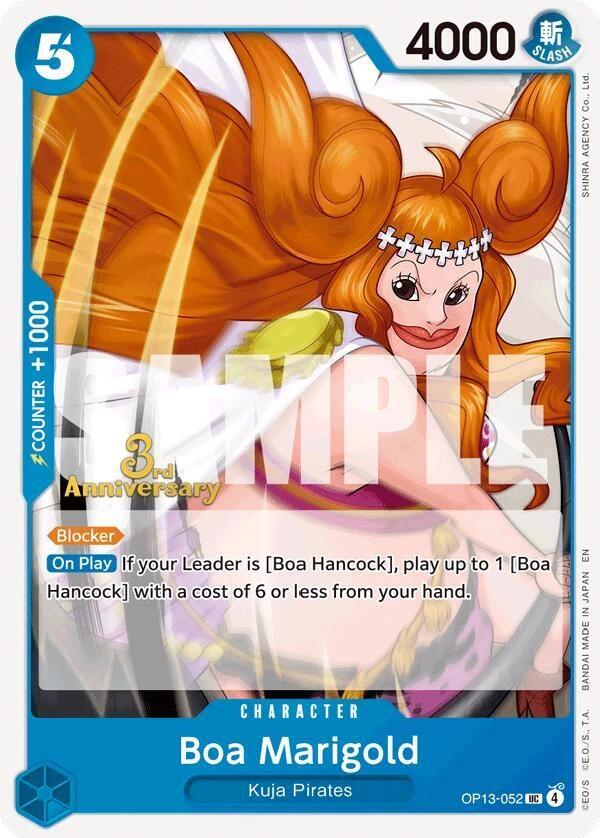 5
4000
斬
SLASH
SHINRA AGENCY Co., Ltd.
COUNTER +1000
SAMPLE
3rd
Anniversary
Blocker
On Play If your Leader is [Boa Hancock], play up to 1 [Boa
Hancock] with a cost of 6 or less from your hand.
CHARACTER
Boa Marigold
Kuja Pirates
OP13-052 UC 4
©EO/S ©E.O./S., T.A. BANDAI MADE IN JAPAN EN